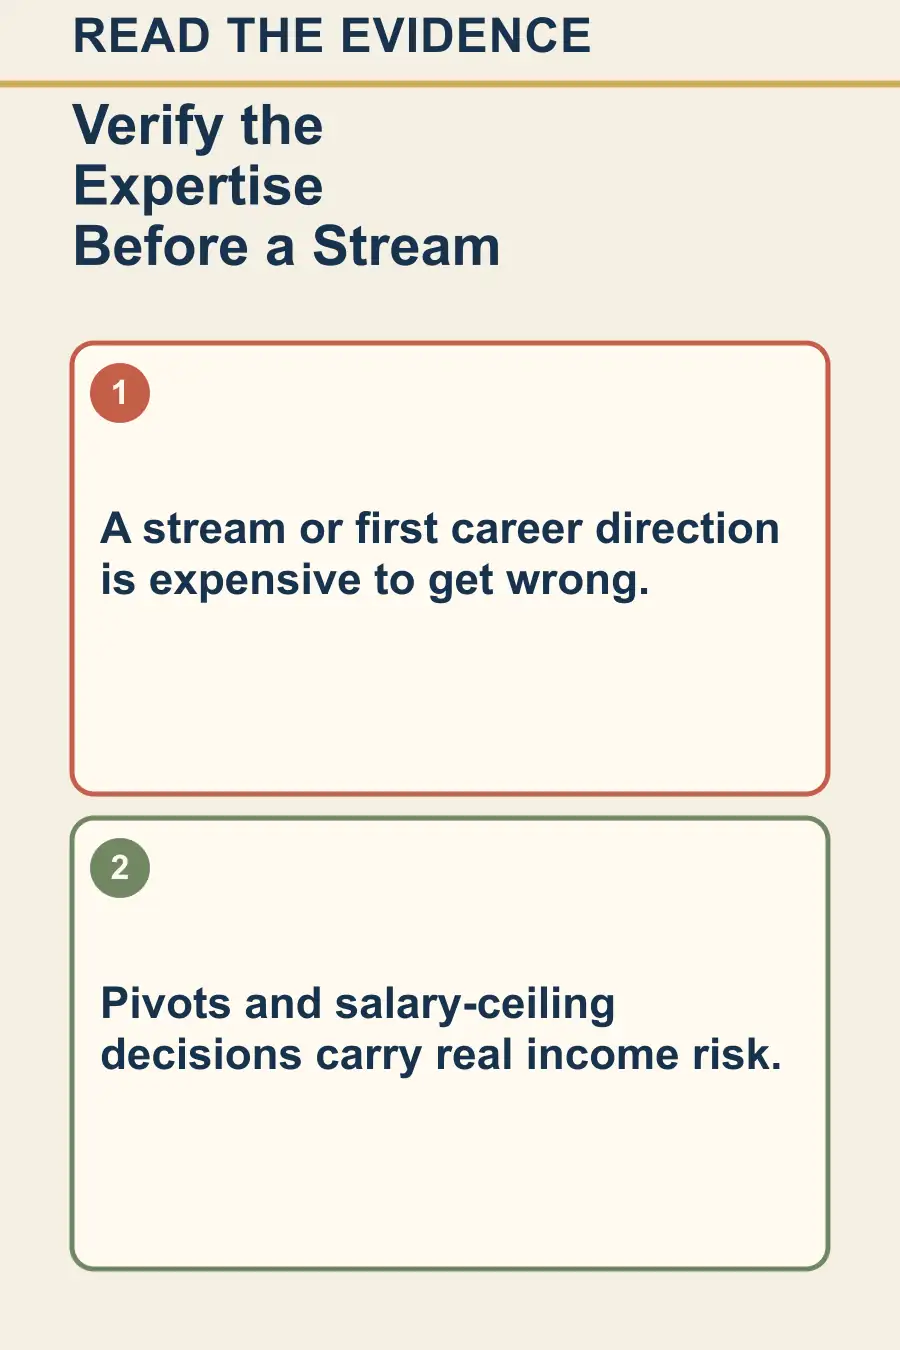 READ THE EVIDENCE
Verify the
Expertise
Before a Stream
1
A stream or first career direction
is expensive to get wrong.
2
Pivots and salary-ceiling
decisions carry real income risk.